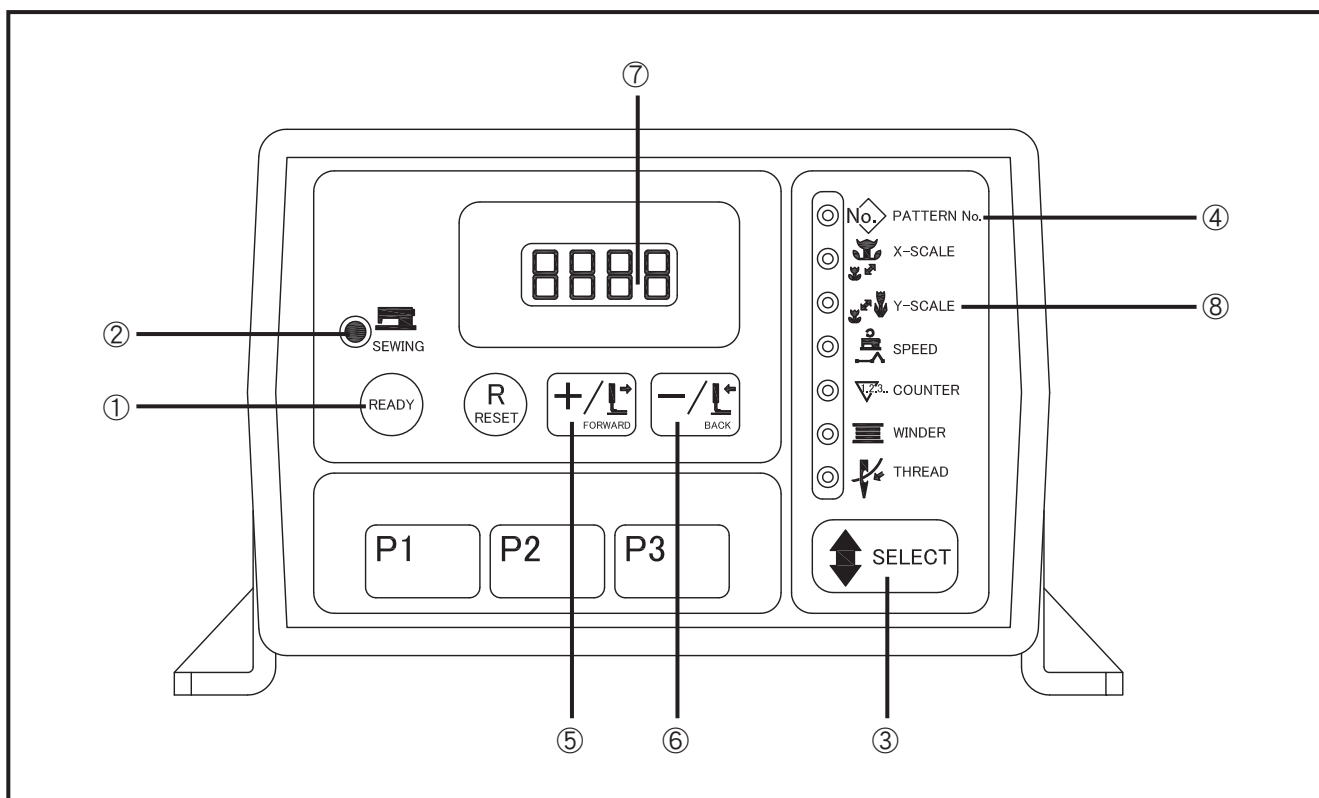 ⑦
No. PATTERN No. ④
X-SCALE
Y-SCALE ⑧
② SEWING
SPEED
① READY
R
RESET
+/ FORWARD
-/ BACK
1.2.3.. COUNTER
WINDER
THREAD
P1 P2 P3
SELECT
⑤ ⑥ ③